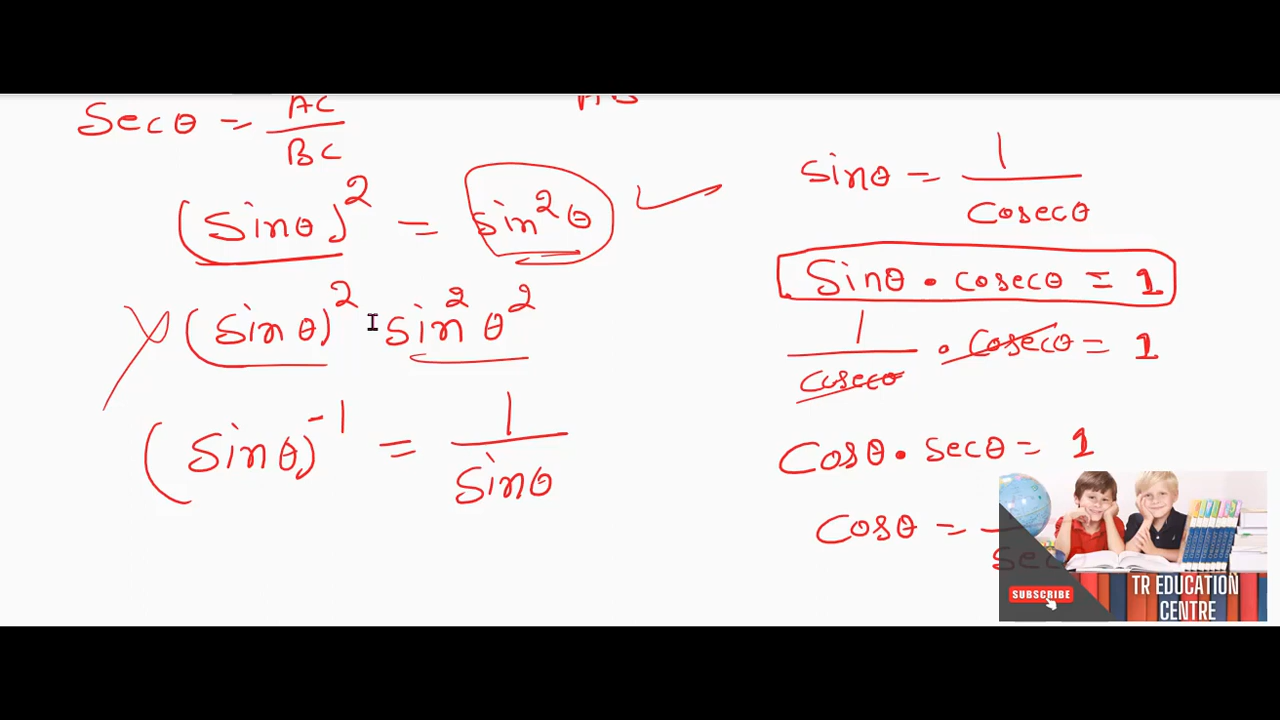 Secθ = AC/BC
(Sinθ)² = sin²θ
(Sinθ)² sin²θ²
(Sinθ)⁻¹ = 1/Sinθ
Sinθ = 1/Cosecθ
Sinθ · cosecθ = 1
1/Cosecθ · Cosecθ = 1
Cosθ · secθ = 1
Cosθ =
SUBSCRIBE
TR EDUCATION
CENTRE